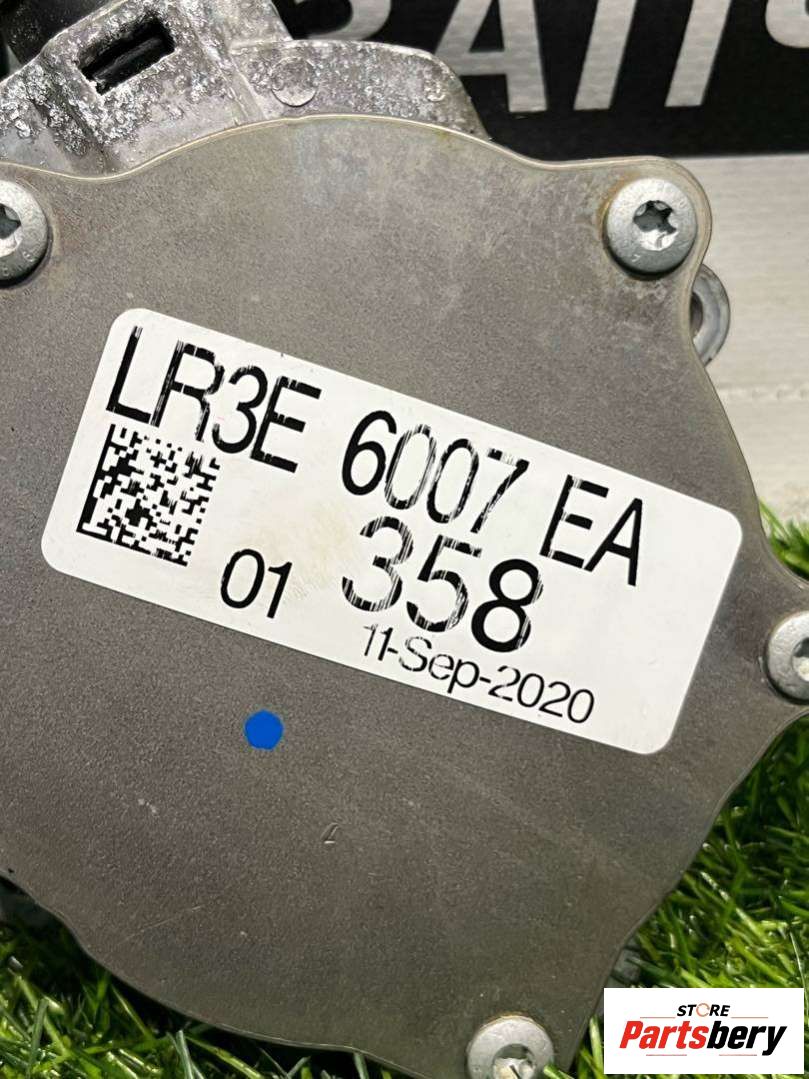 LR3E 6007 EA
01 358
11-Sep-2020
STORE
Partsbery